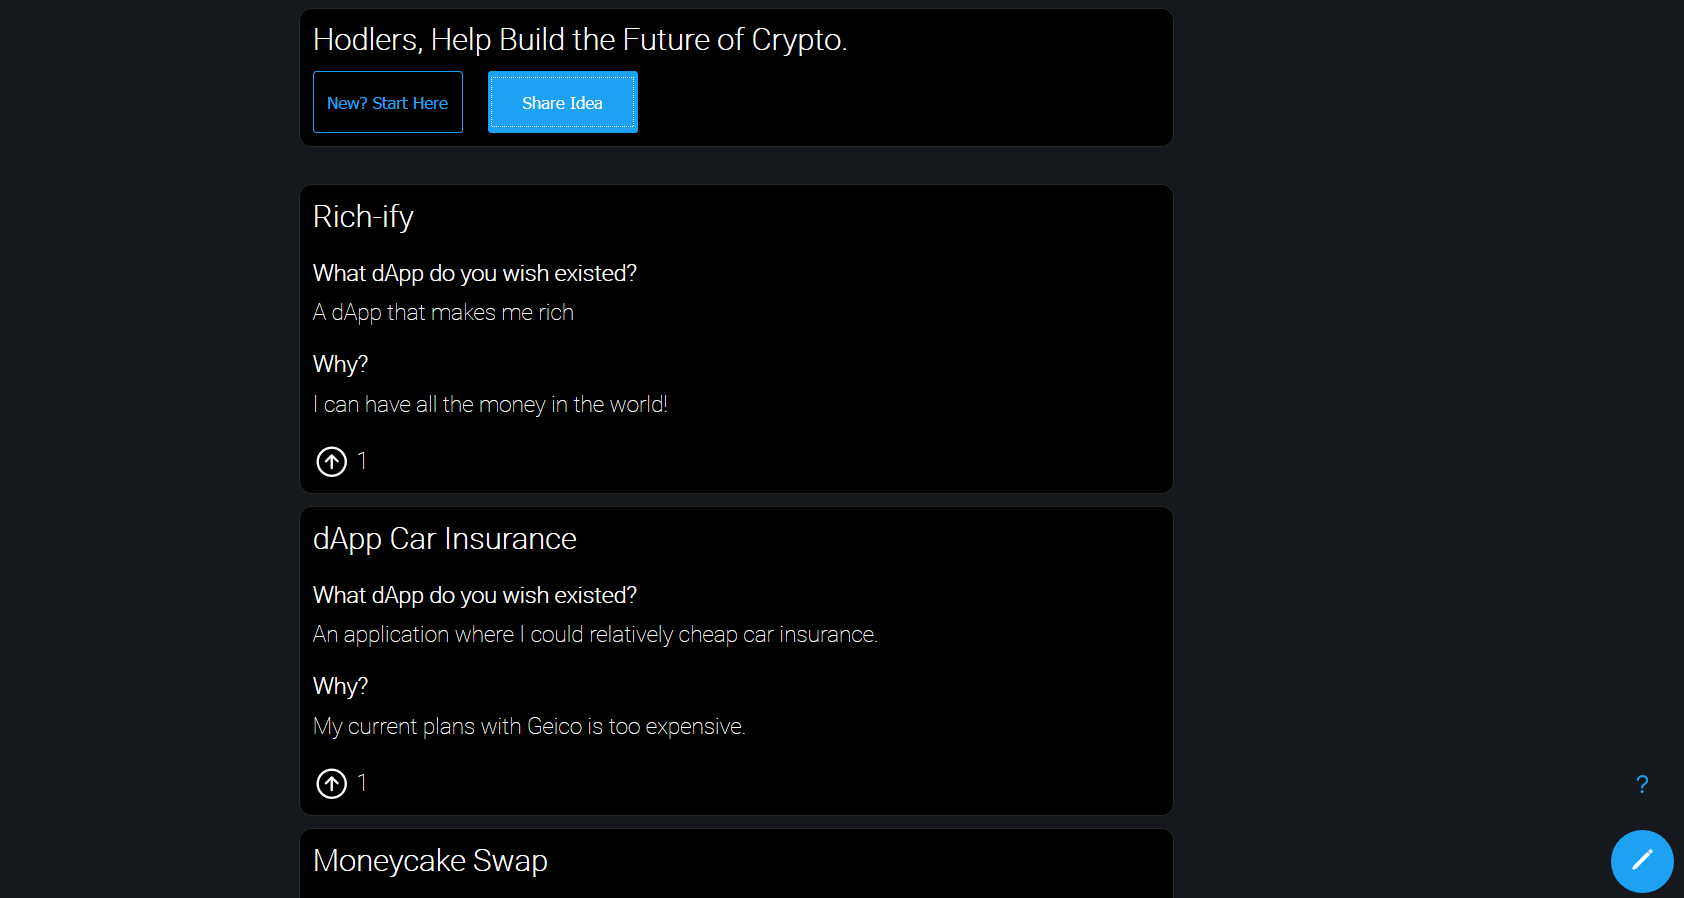 Hodlers, Help Build the Future of Crypto.
New? Start Here
Share Idea
Rich-ify
What dApp do you wish existed?
A dApp that makes me rich
Why?
I can have all the money in the world!
1
dApp Car Insurance
What dApp do you wish existed?
An application where I could relatively cheap car insurance.
Why?
My current plans with Geico is too expensive.
1
?
Moneycake Swap